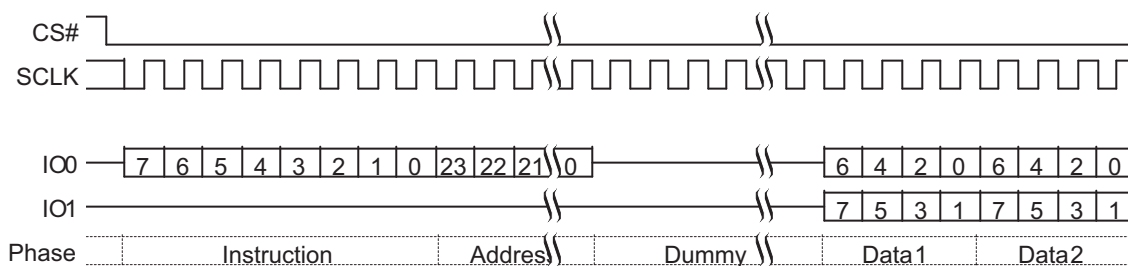 CS#
SCLK
IO0 7 6 5 4 3 2 1 0 23 22 21 0 6 4 2 0 6 4 2 0
IO1 7 5 3 1 7 5 3 1
Phase Instruction Address Dummy Data1 Data2